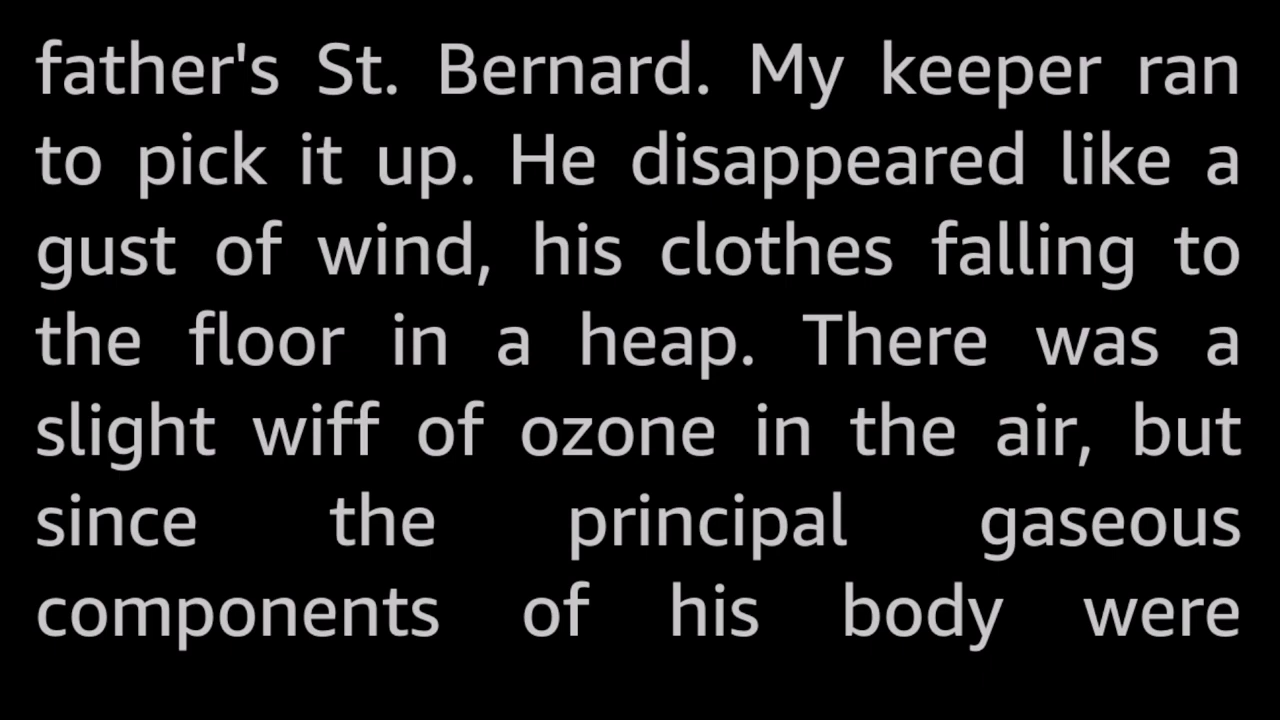 father's St. Bernard. My keeper ran
to pick it up. He disappeared like a
gust of wind, his clothes falling to
the floor in a heap. There was a
slight wiff of ozone in the air, but
since the principal gaseous
components of his body were